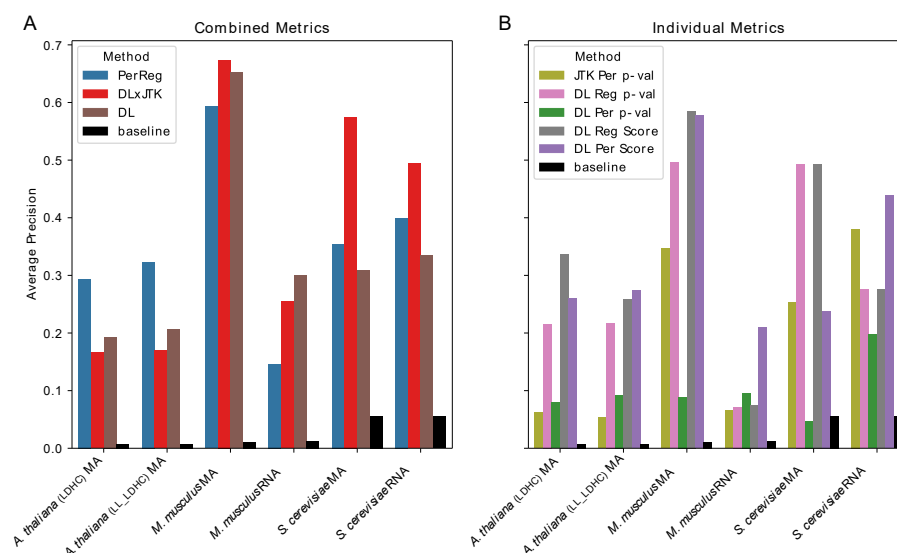 A
Combined Metrics
Average Precision
0.7
0.6
0.5
0.4
0.3
0.2
0.1
0.0
Method
PerReg
DLxJTK
DL
baseline
A. thaliana (LDHC) MA
A. thaliana (LL_LDHC) MA
M. musculus MA
M. musculus RNA
S. cerevisiae MA
S. cerevisiae RNA
B
Individual Metrics
Method
JTK Per p-val
DL Reg p-val
DL Per p-val
DL Reg Score
DL Per Score
baseline
A. thaliana (LDHC) MA
A. thaliana (LL_LDHC) MA
M. musculus MA
M. musculus RNA
S. cerevisiae MA
S. cerevisiae RNA